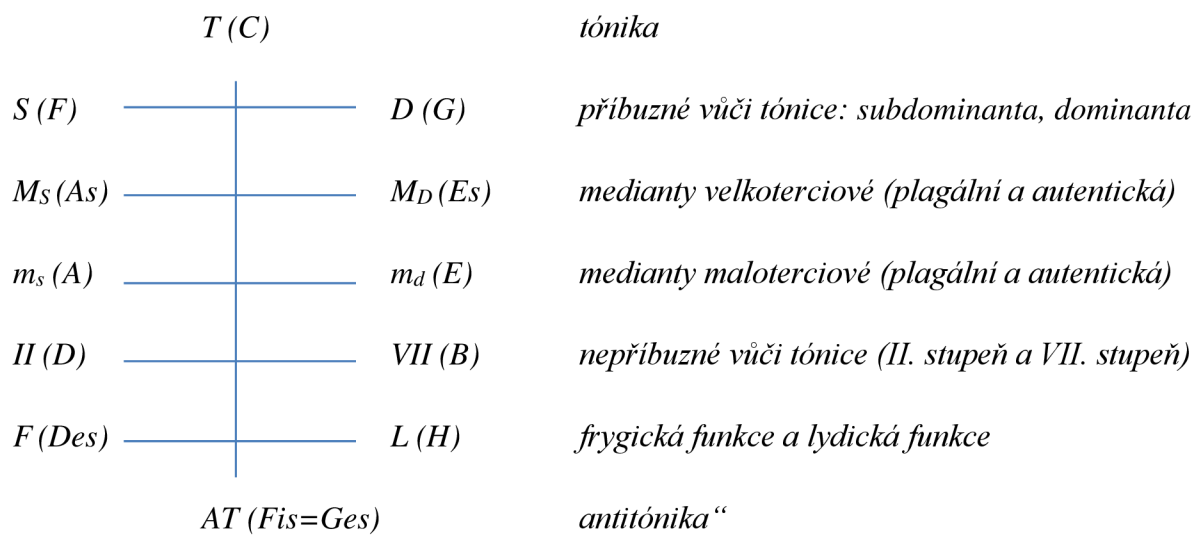 T (C) tónika
S (F) D (G) příbuzné vůči tónice: subdominanta, dominanta
MS (As) MD (Es) medianty velkoterciové (plagální a autentická)
ms (A) md (E) medianty maloterciové (plagální a autentická)
II (D) VII (B) nepříbuzné vůči tónice (II. stupeň a VII. stupeň)
F (Des) L (H) frygická funkce a lydická funkce
AT (Fis=Ges) antitónika“